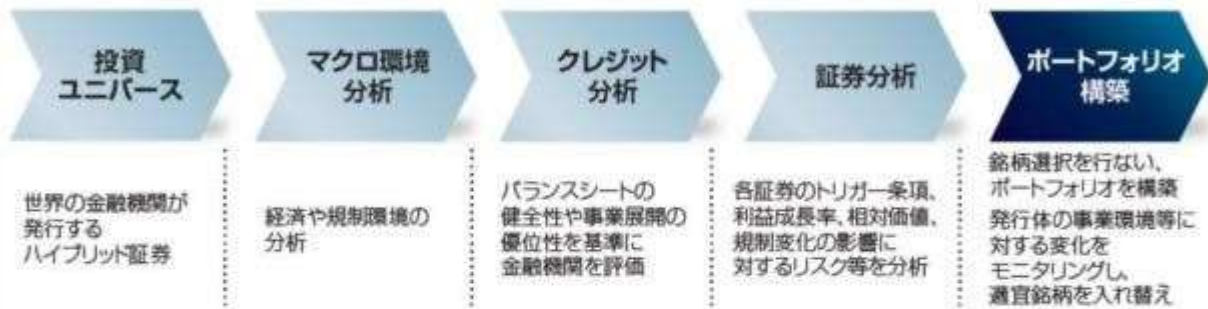 投資
ユニバース
マクロ環境
分析
クレジット
分析
証券分析
ポートフォリオ
構築
世界の金融機関が
発行する
ハイブリッド証券
経済や規制環境の
分析
バランスシートの
健全性や事業展開の
優位性を基準に
金融機関を評価
各証券のトリガー条項、
利益成長率、相対価値、
規制変化の影響に
対するリスク等を分析
銘柄選択を行ない、
ポートフォリオを構築
発行体の事業環境等に
対する変化を
モニタリングし、
適宜銘柄を入れ替え